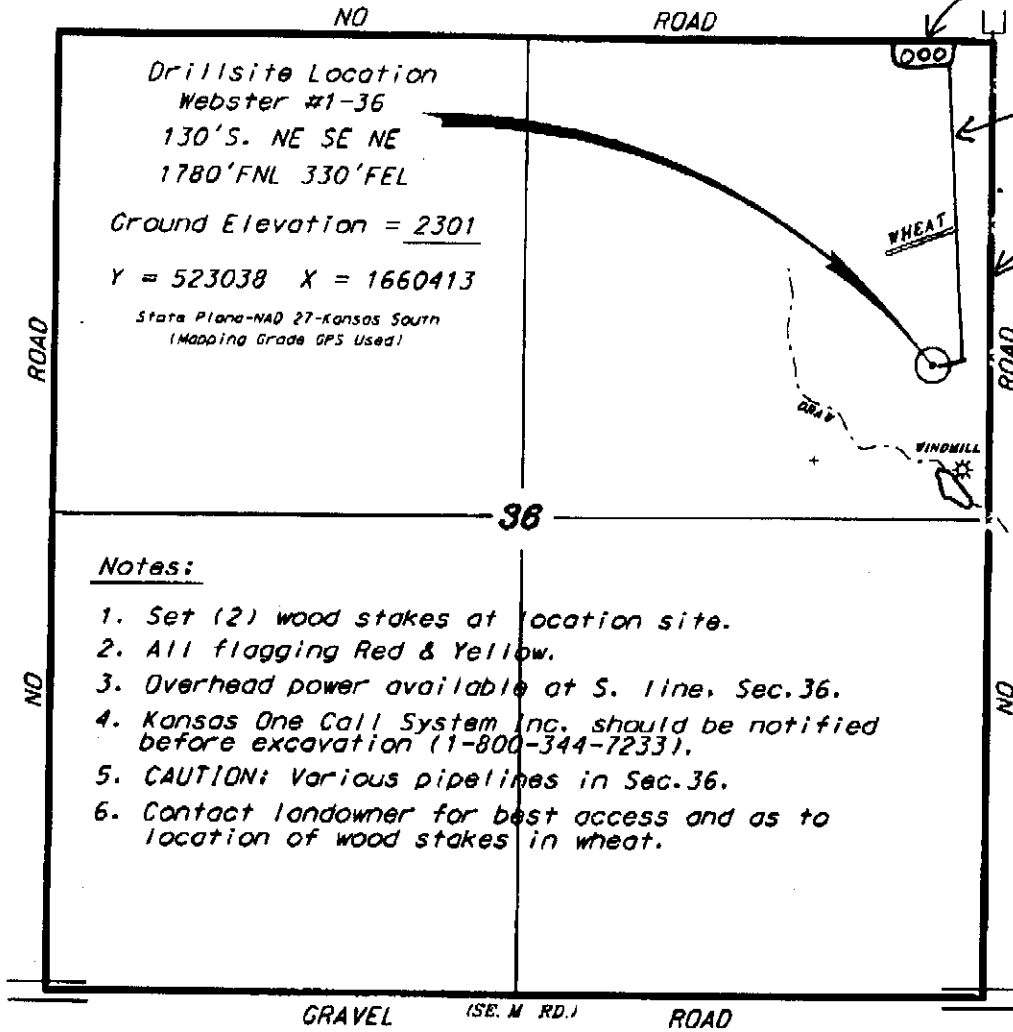 NO ROAD
Drillsite Location
Webster #1-36
130'S. NE SE NE
1780'FNL 330'FEL
Ground Elevation = 2301
Y = 523038 X = 1660413
State Plane-NAD 27-Kansas South
(Mapping Grade GPS Used)
WHEAT
ROAD
ROAD
DRAW
WINDMILL
36
Notes:
1. Set (2) wood stakes at location site.
2. All flagging Red & Yellow.
3. Overhead power available at S. line, Sec.36.
4. Kansas One Call System Inc. should be notified
before excavation (1-800-344-7233).
5. CAUTION: Various pipelines in Sec.36.
6. Contact landowner for best access and as to
location of wood stakes in wheat.
NO
NO
GRAVEL (SE. M RD.) ROAD